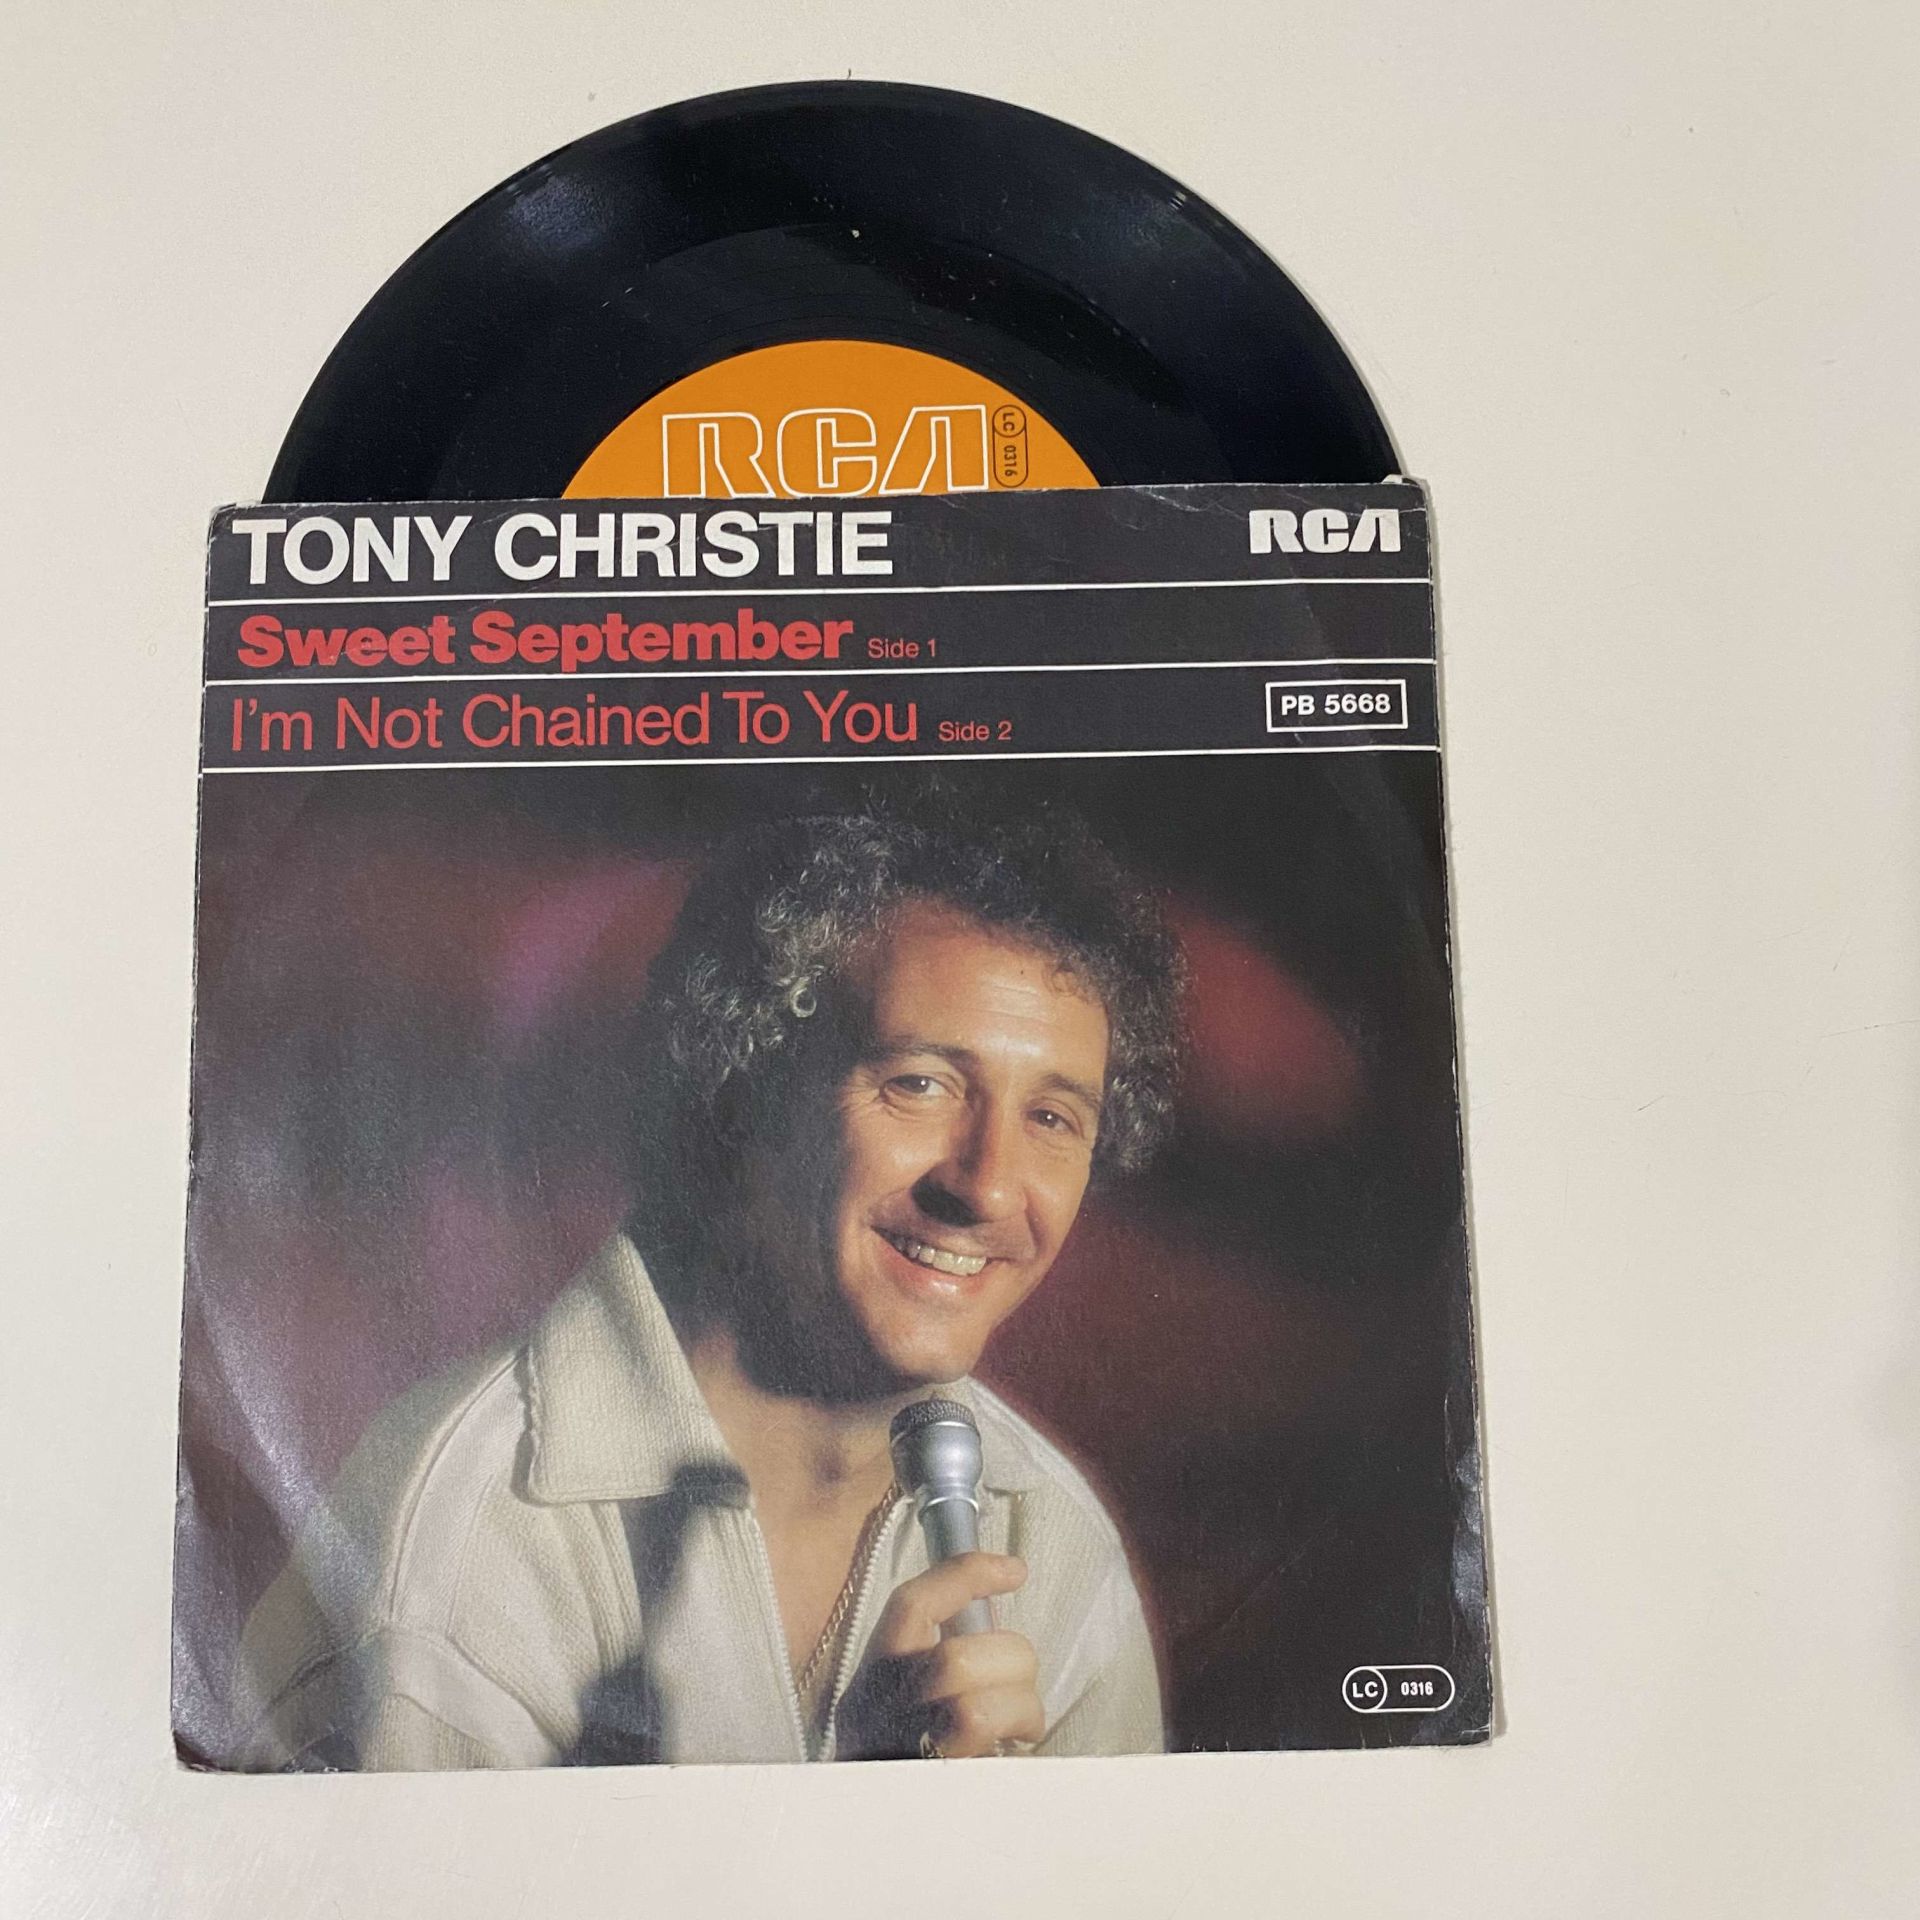 RCA
LC 0316
TONY CHRISTIE RCA
Sweet September Side 1
I'm Not Chained To You Side 2
PB 5668
LC 0316